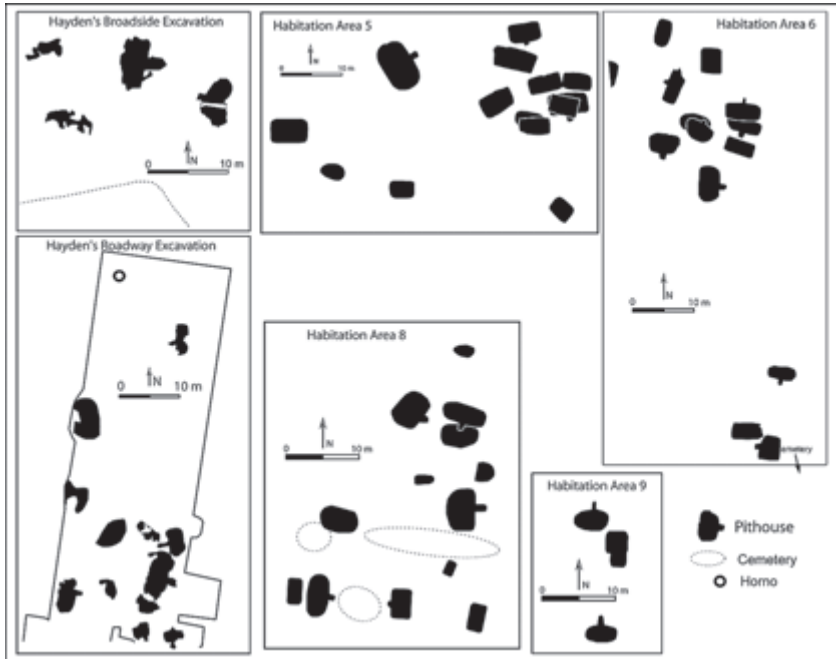 Hayden's Broadside Excavation
N
0 10 m
Habitation Area 5
N
0 10 m
Habitation Area 6
N
0 10 m
cemetery
Hayden's Roadway Excavation
N
0 10 m
Habitation Area 8
N
0 10 m
Habitation Area 9
N
0 10 m
Pithouse
Cemetery
Horno